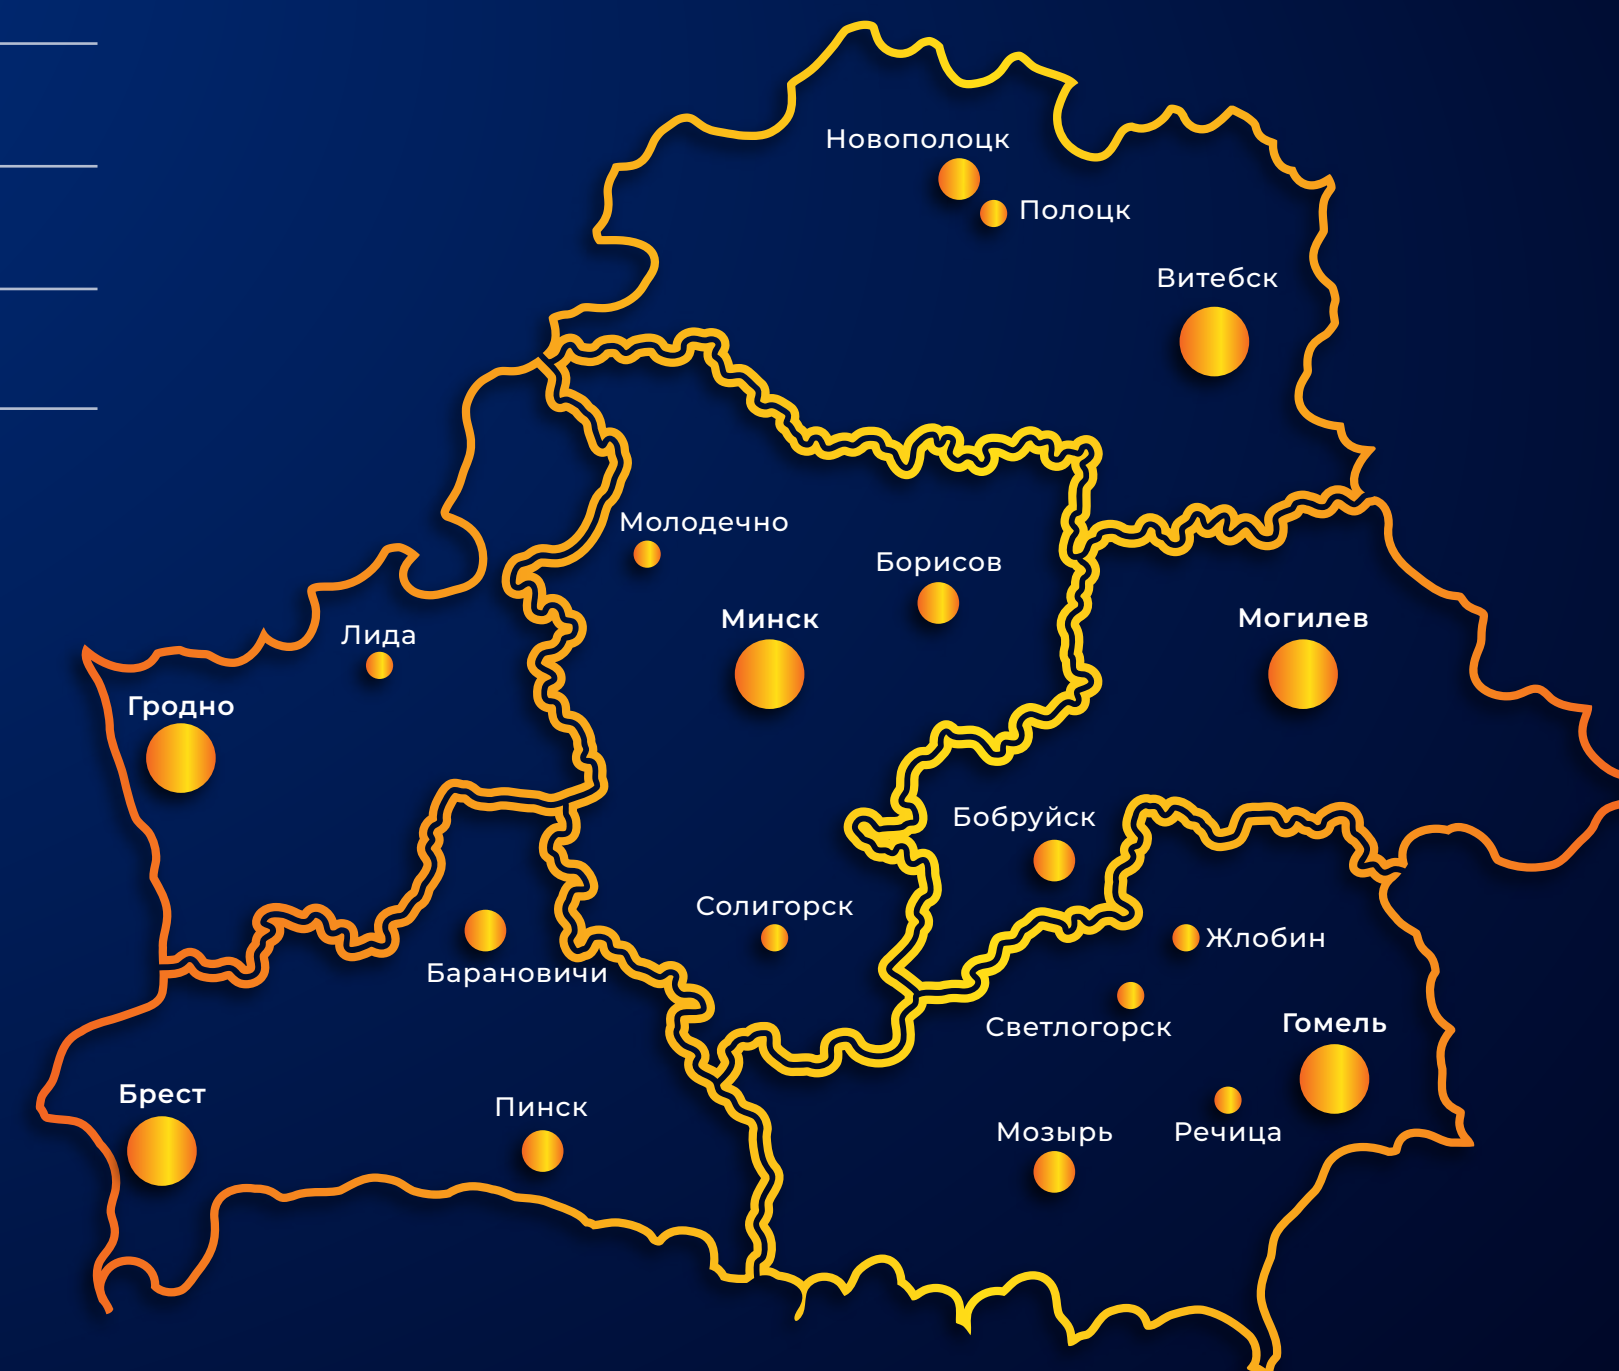 Новополоцк
Полоцк
Витебск
Молодечно
Борисов
Минск
Могилев
Лида
Гродно
Бобруйск
Солигорск
Жлобин
Барановичи
Светлогорск
Гомель
Брест
Пинск
Мозырь
Речица